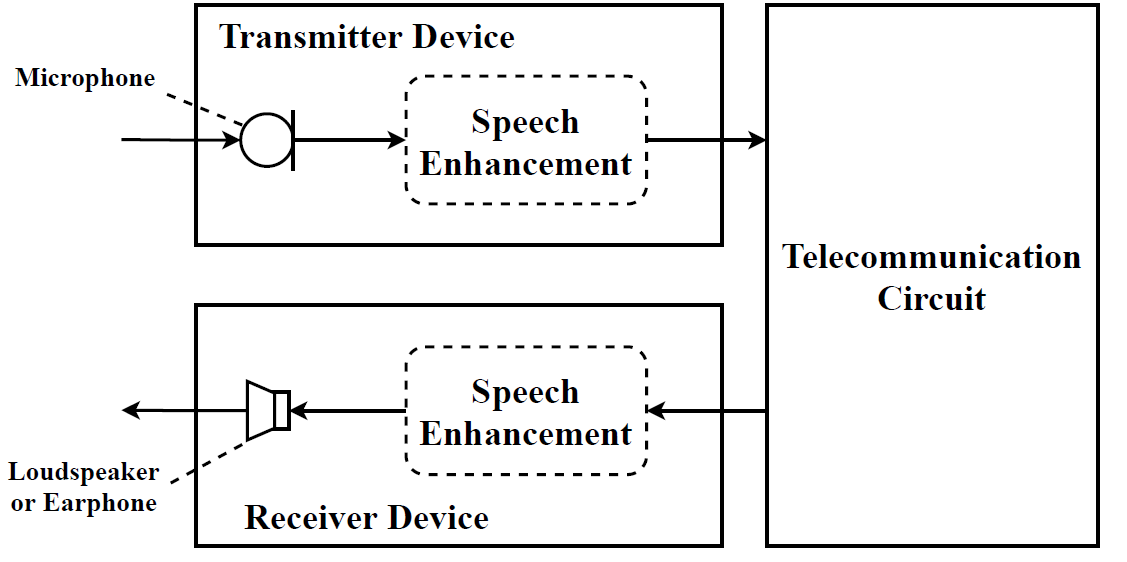 Transmitter Device
Microphone
Speech
Enhancement
Telecommunication
Circuit
Speech
Enhancement
Loudspeaker
or Earphone
Receiver Device